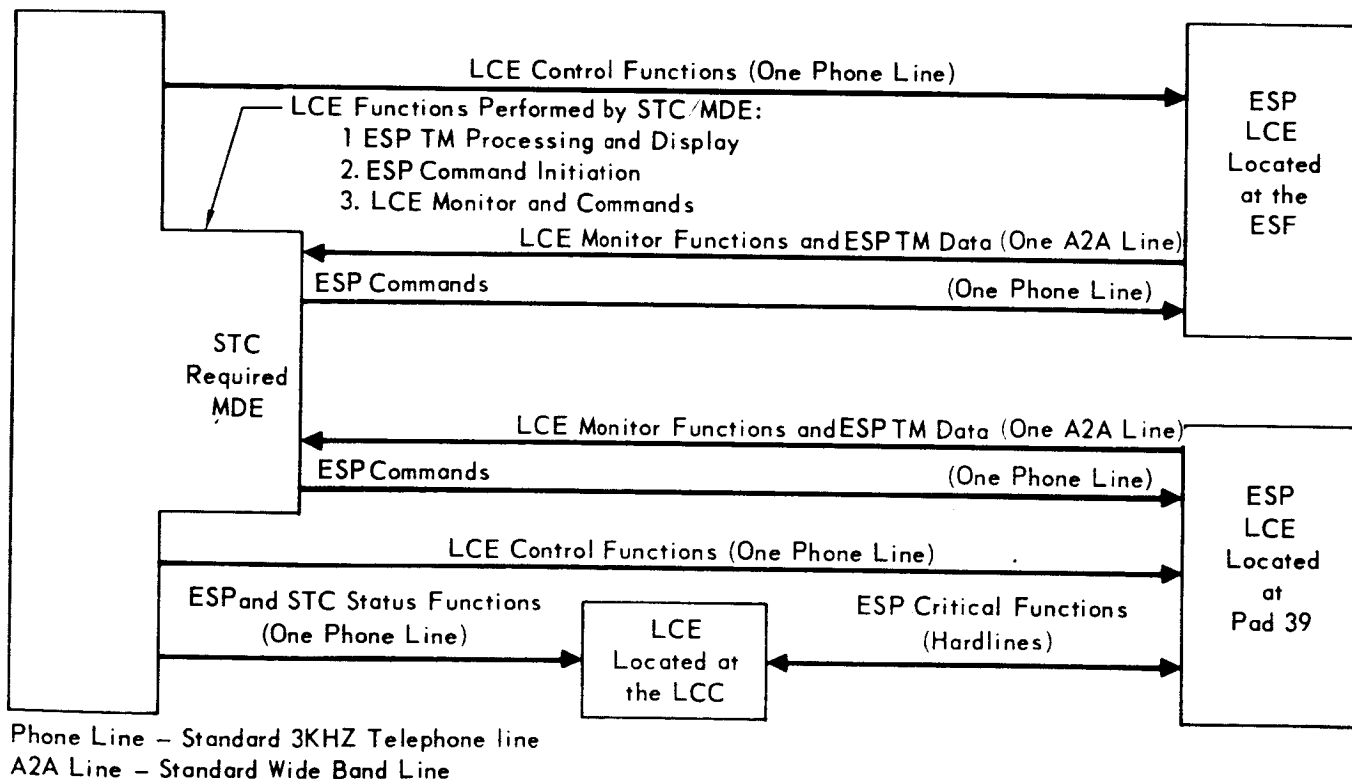 LCE Control Functions (One Phone Line)
LCE Functions Performed by STC/MDE:
1 ESP TM Processing and Display
2. ESP Command Initiation
3. LCE Monitor and Commands
ESP
LCE
Located
at the
ESF
LCE Monitor Functions and ESP TM Data (One A2A Line)
ESP Commands (One Phone Line)
STC
Required
MDE
LCE Monitor Functions and ESP TM Data (One A2A Line)
ESP Commands (One Phone Line)
LCE Control Functions (One Phone Line)
ESP
LCE
Located
at
Pad 39
ESP and STC Status Functions
(One Phone Line)
LCE
Located at
the LCC
ESP Critical Functions
(Hardlines)
Phone Line – Standard 3KHZ Telephone line
A2A Line – Standard Wide Band Line